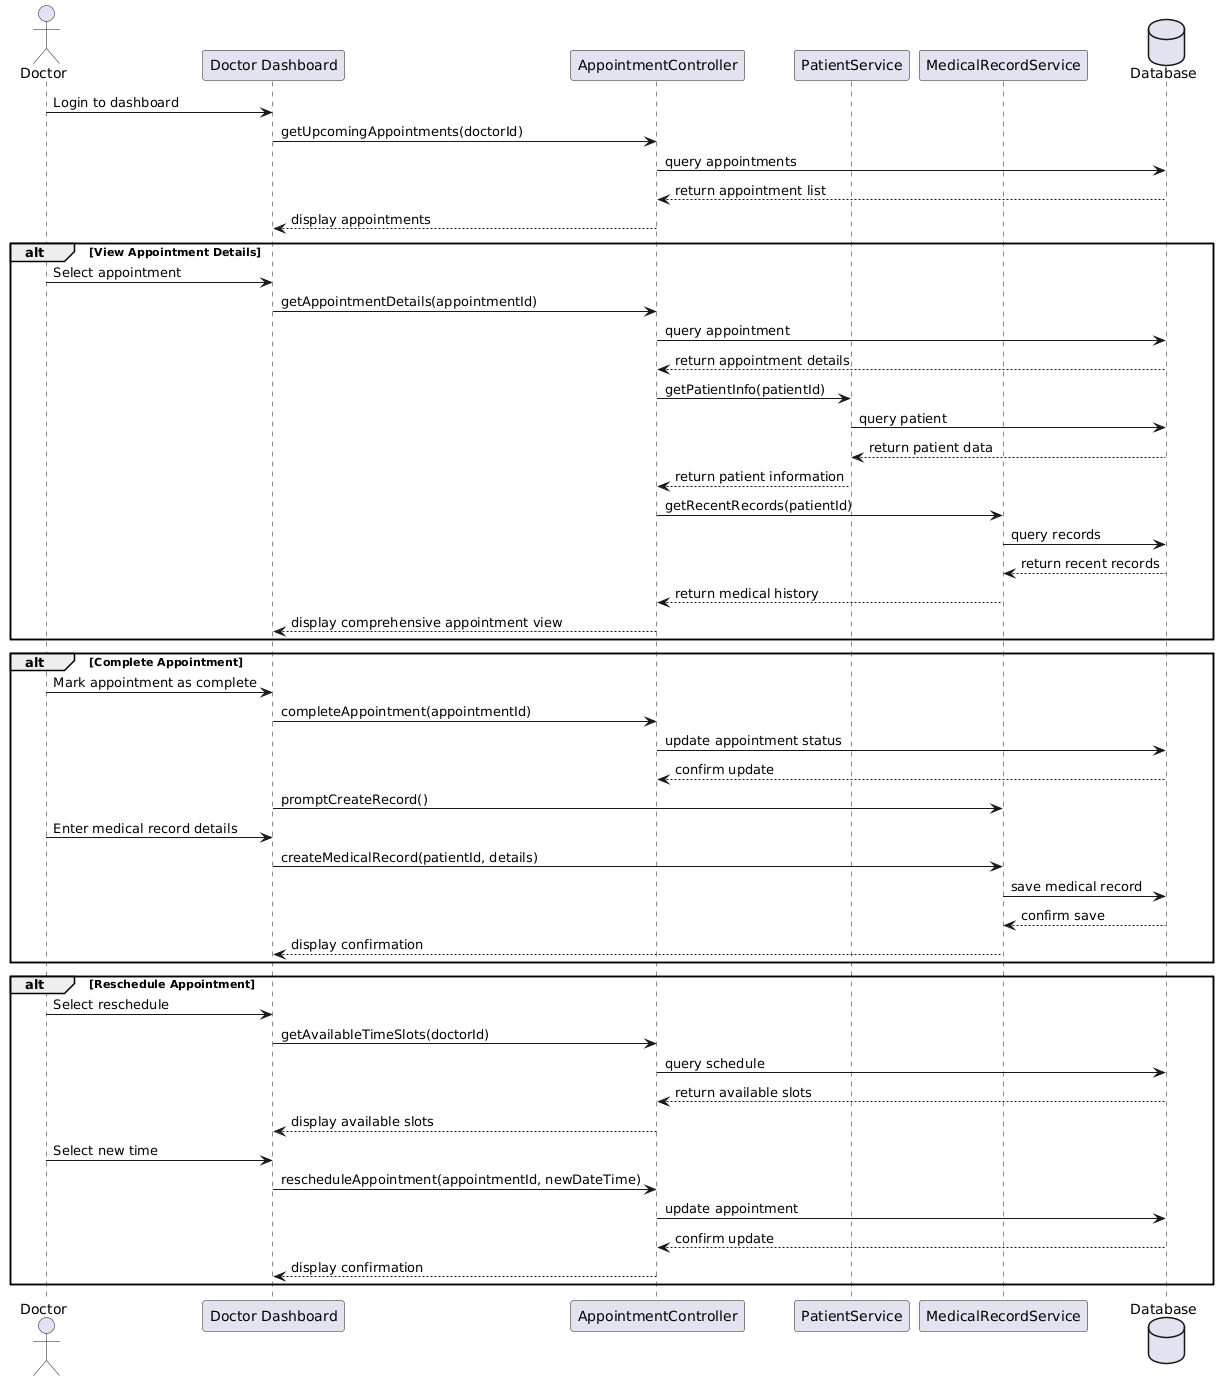 Doctor
Doctor Dashboard
AppointmentController
PatientService
MedicalRecordService
Database
Login to dashboard
getUpcomingAppointments(doctorId)
query appointments
return appointment list
display appointments
alt [View Appointment Details]
Select appointment
getAppointmentDetails(appointmentId)
query appointment
return appointment details
getPatientInfo(patientId)
query patient
return patient data
return patient information
getRecentRecords(patientId)
query records
return recent records
return medical history
display comprehensive appointment view
alt [Complete Appointment]
Mark appointment as complete
completeAppointment(appointmentId)
update appointment status
confirm update
promptCreateRecord()
Enter medical record details
createMedicalRecord(patientId, details)
save medical record
confirm save
display confirmation
alt [Reschedule Appointment]
Select reschedule
getAvailableTimeSlots(doctorId)
query schedule
return available slots
display available slots
Select new time
rescheduleAppointment(appointmentId, newDateTime)
update appointment
confirm update
display confirmation
Doctor
Doctor Dashboard
AppointmentController
PatientService
MedicalRecordService
Database